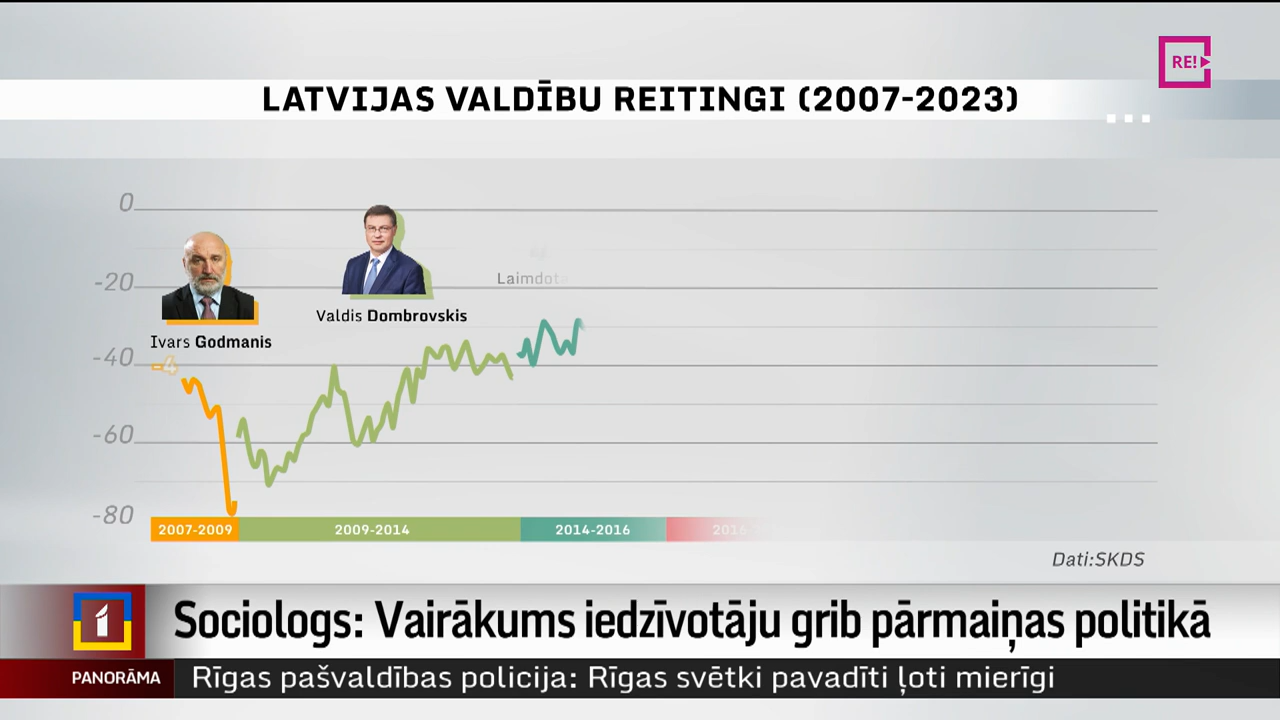 RE!
LATVIJAS VALDĪBU REITINGI (2007-2023)
0
-20
-40
-60
-80
Ivars Godmanis
Valdis Dombrovskis
Laimdota
-4
2007-2009
2009-2014
2014-2016
2016
Dati:SKDS
1
Sociologs: Vairākums iedzīvotāju grib pārmaiņas politikā
PANORĀMA
Rīgas pašvaldības policija: Rīgas svētki pavadīti ļoti mierīgi